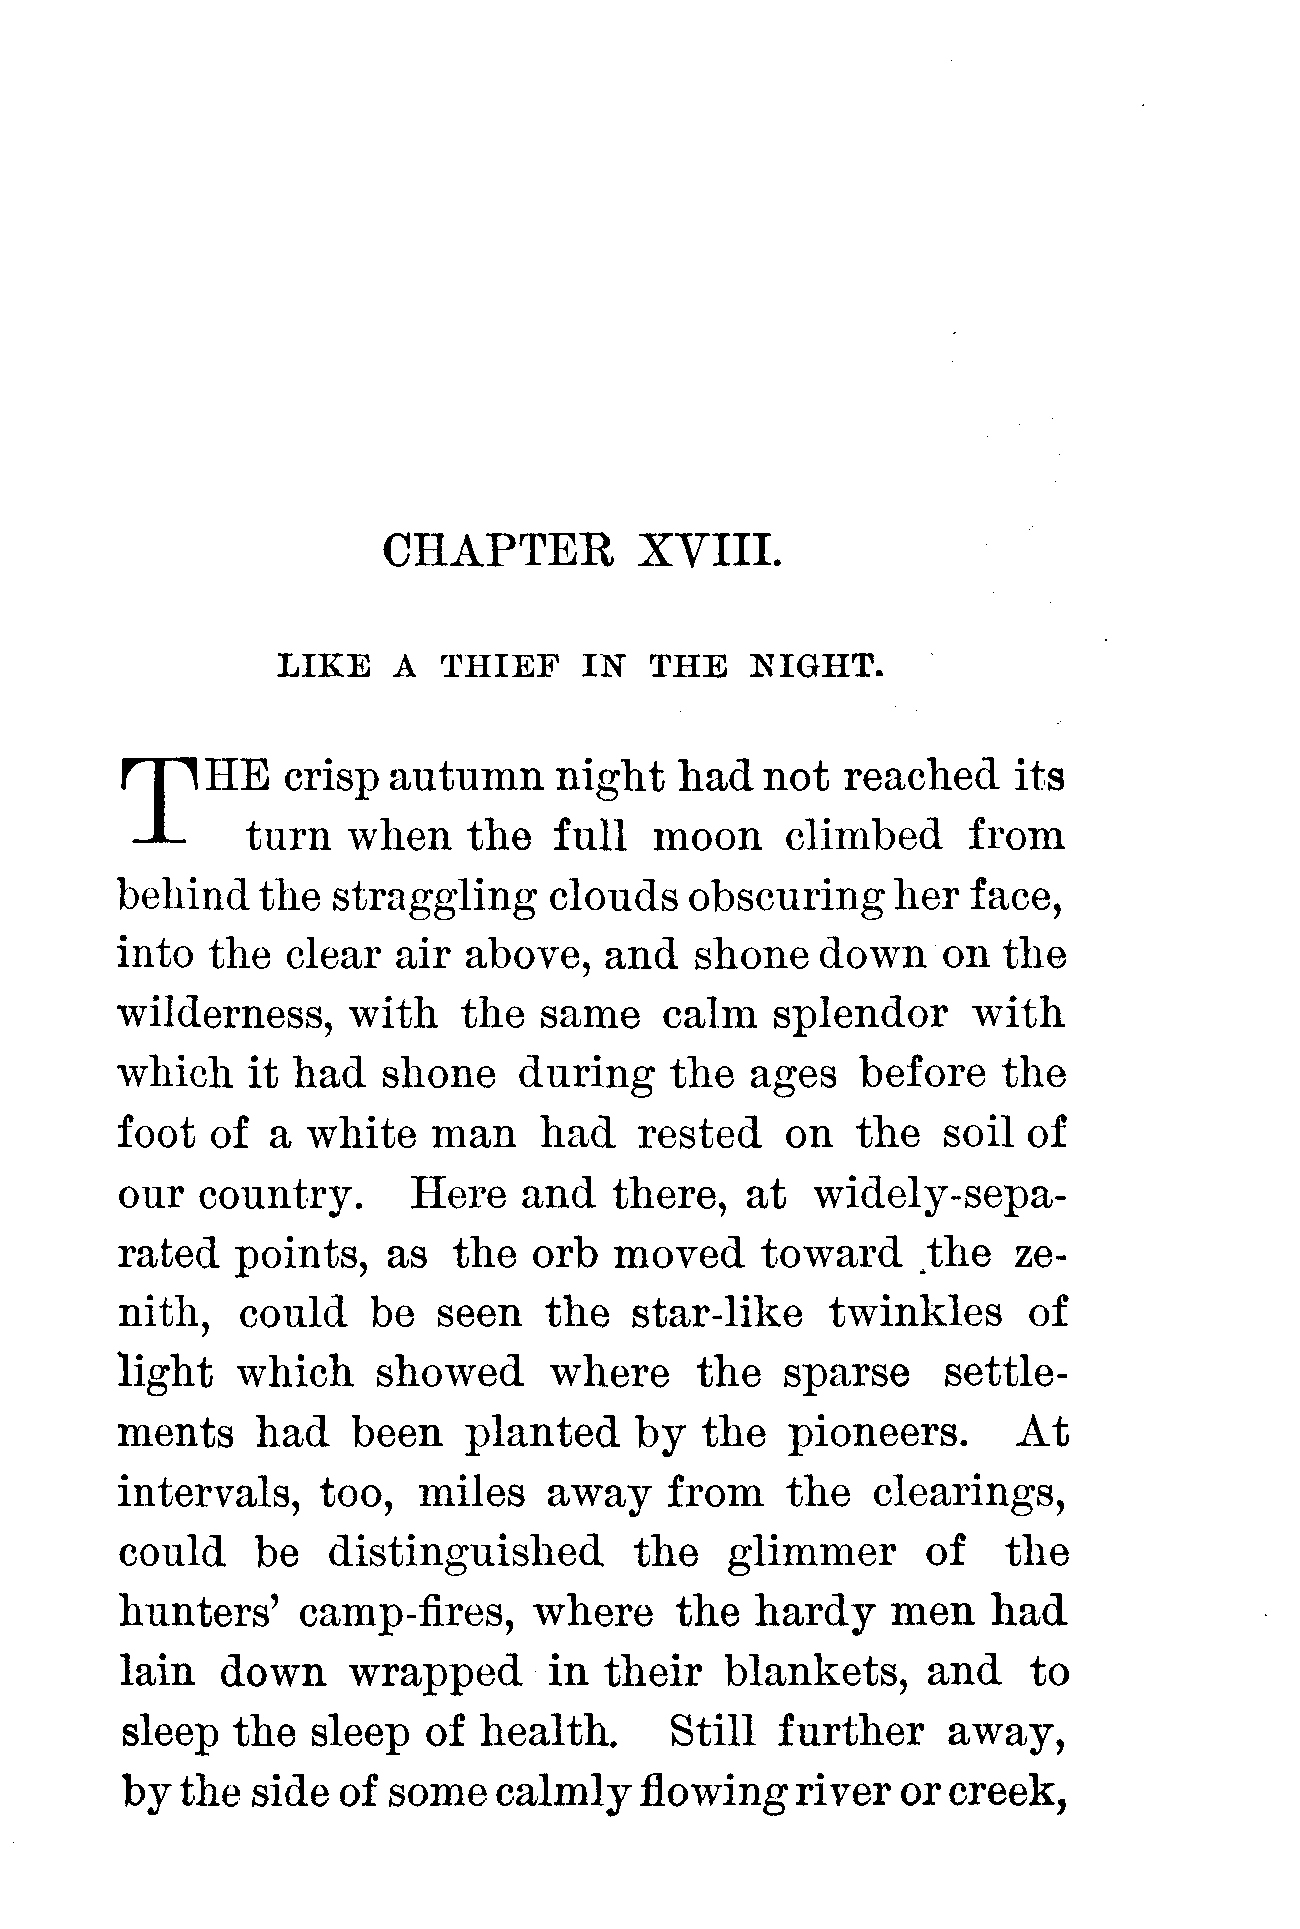 CHAPTER XVIII.
LIKE A THIEF IN THE NIGHT.
THE crisp autumn night had not reached its
turn when the full moon climbed from
behind the straggling clouds obscuring her face,
into the clear air above, and shone down on the
wilderness, with the same calm splendor with
which it had shone during the ages before the
foot of a white man had rested on the soil of
our country. Here and there, at widely-sepa-
rated points, as the orb moved toward the ze-
nith, could be seen the star-like twinkles of
light which showed where the sparse settle-
ments had been planted by the pioneers. At
intervals, too, miles away from the clearings,
could be distinguished the glimmer of the
hunters' camp-fires, where the hardy men had
lain down wrapped in their blankets, and to
sleep the sleep of health. Still further away,
by the side of some calmly flowing river or creek,